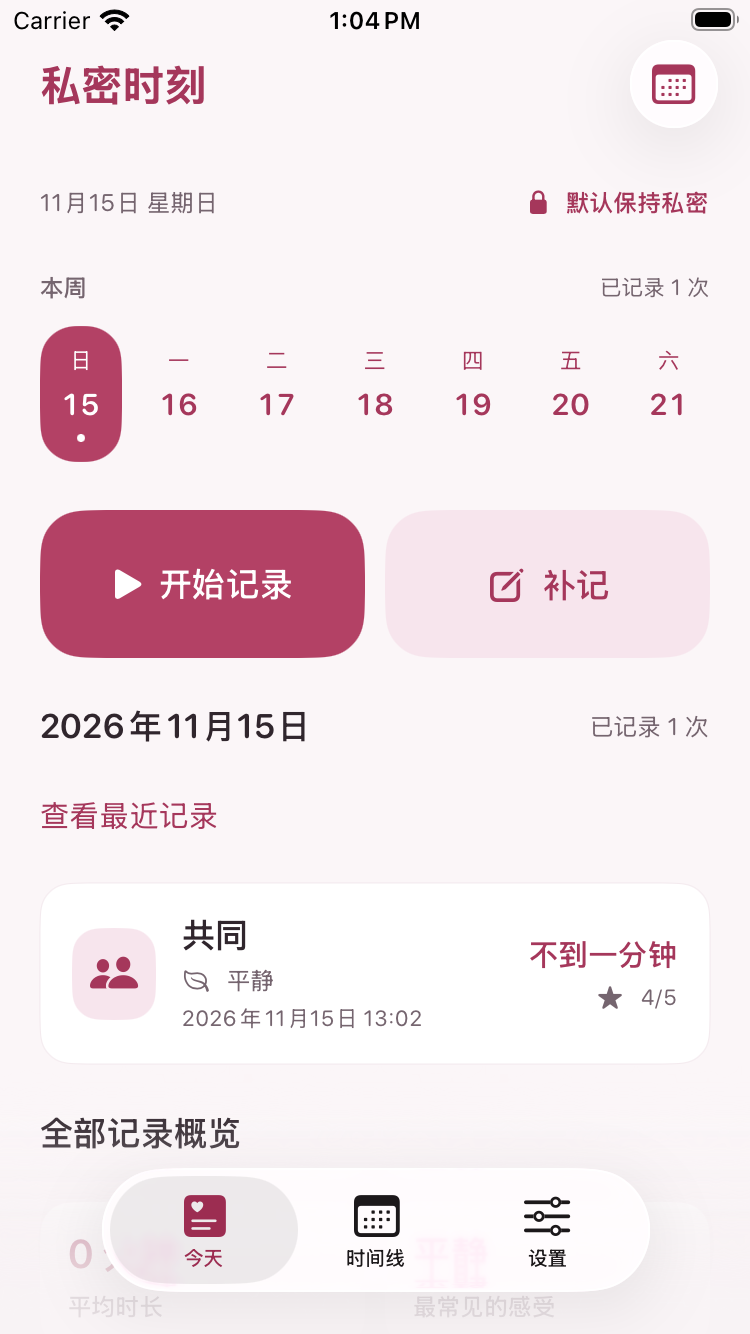 Carrier 1:04 PM
私密时刻
11月15日 星期日 默认保持私密
本周 已记录 1 次
日 一 二 三 四 五 六
15 16 17 18 19 20 21
开始记录 补记
2026年11月15日 已记录 1 次
查看最近记录
共同
不到一分钟
平静
4/5
2026年11月15日 13:02
全部记录概览
0
平静
今天 时间线 设置
平均时长 最常见的感受